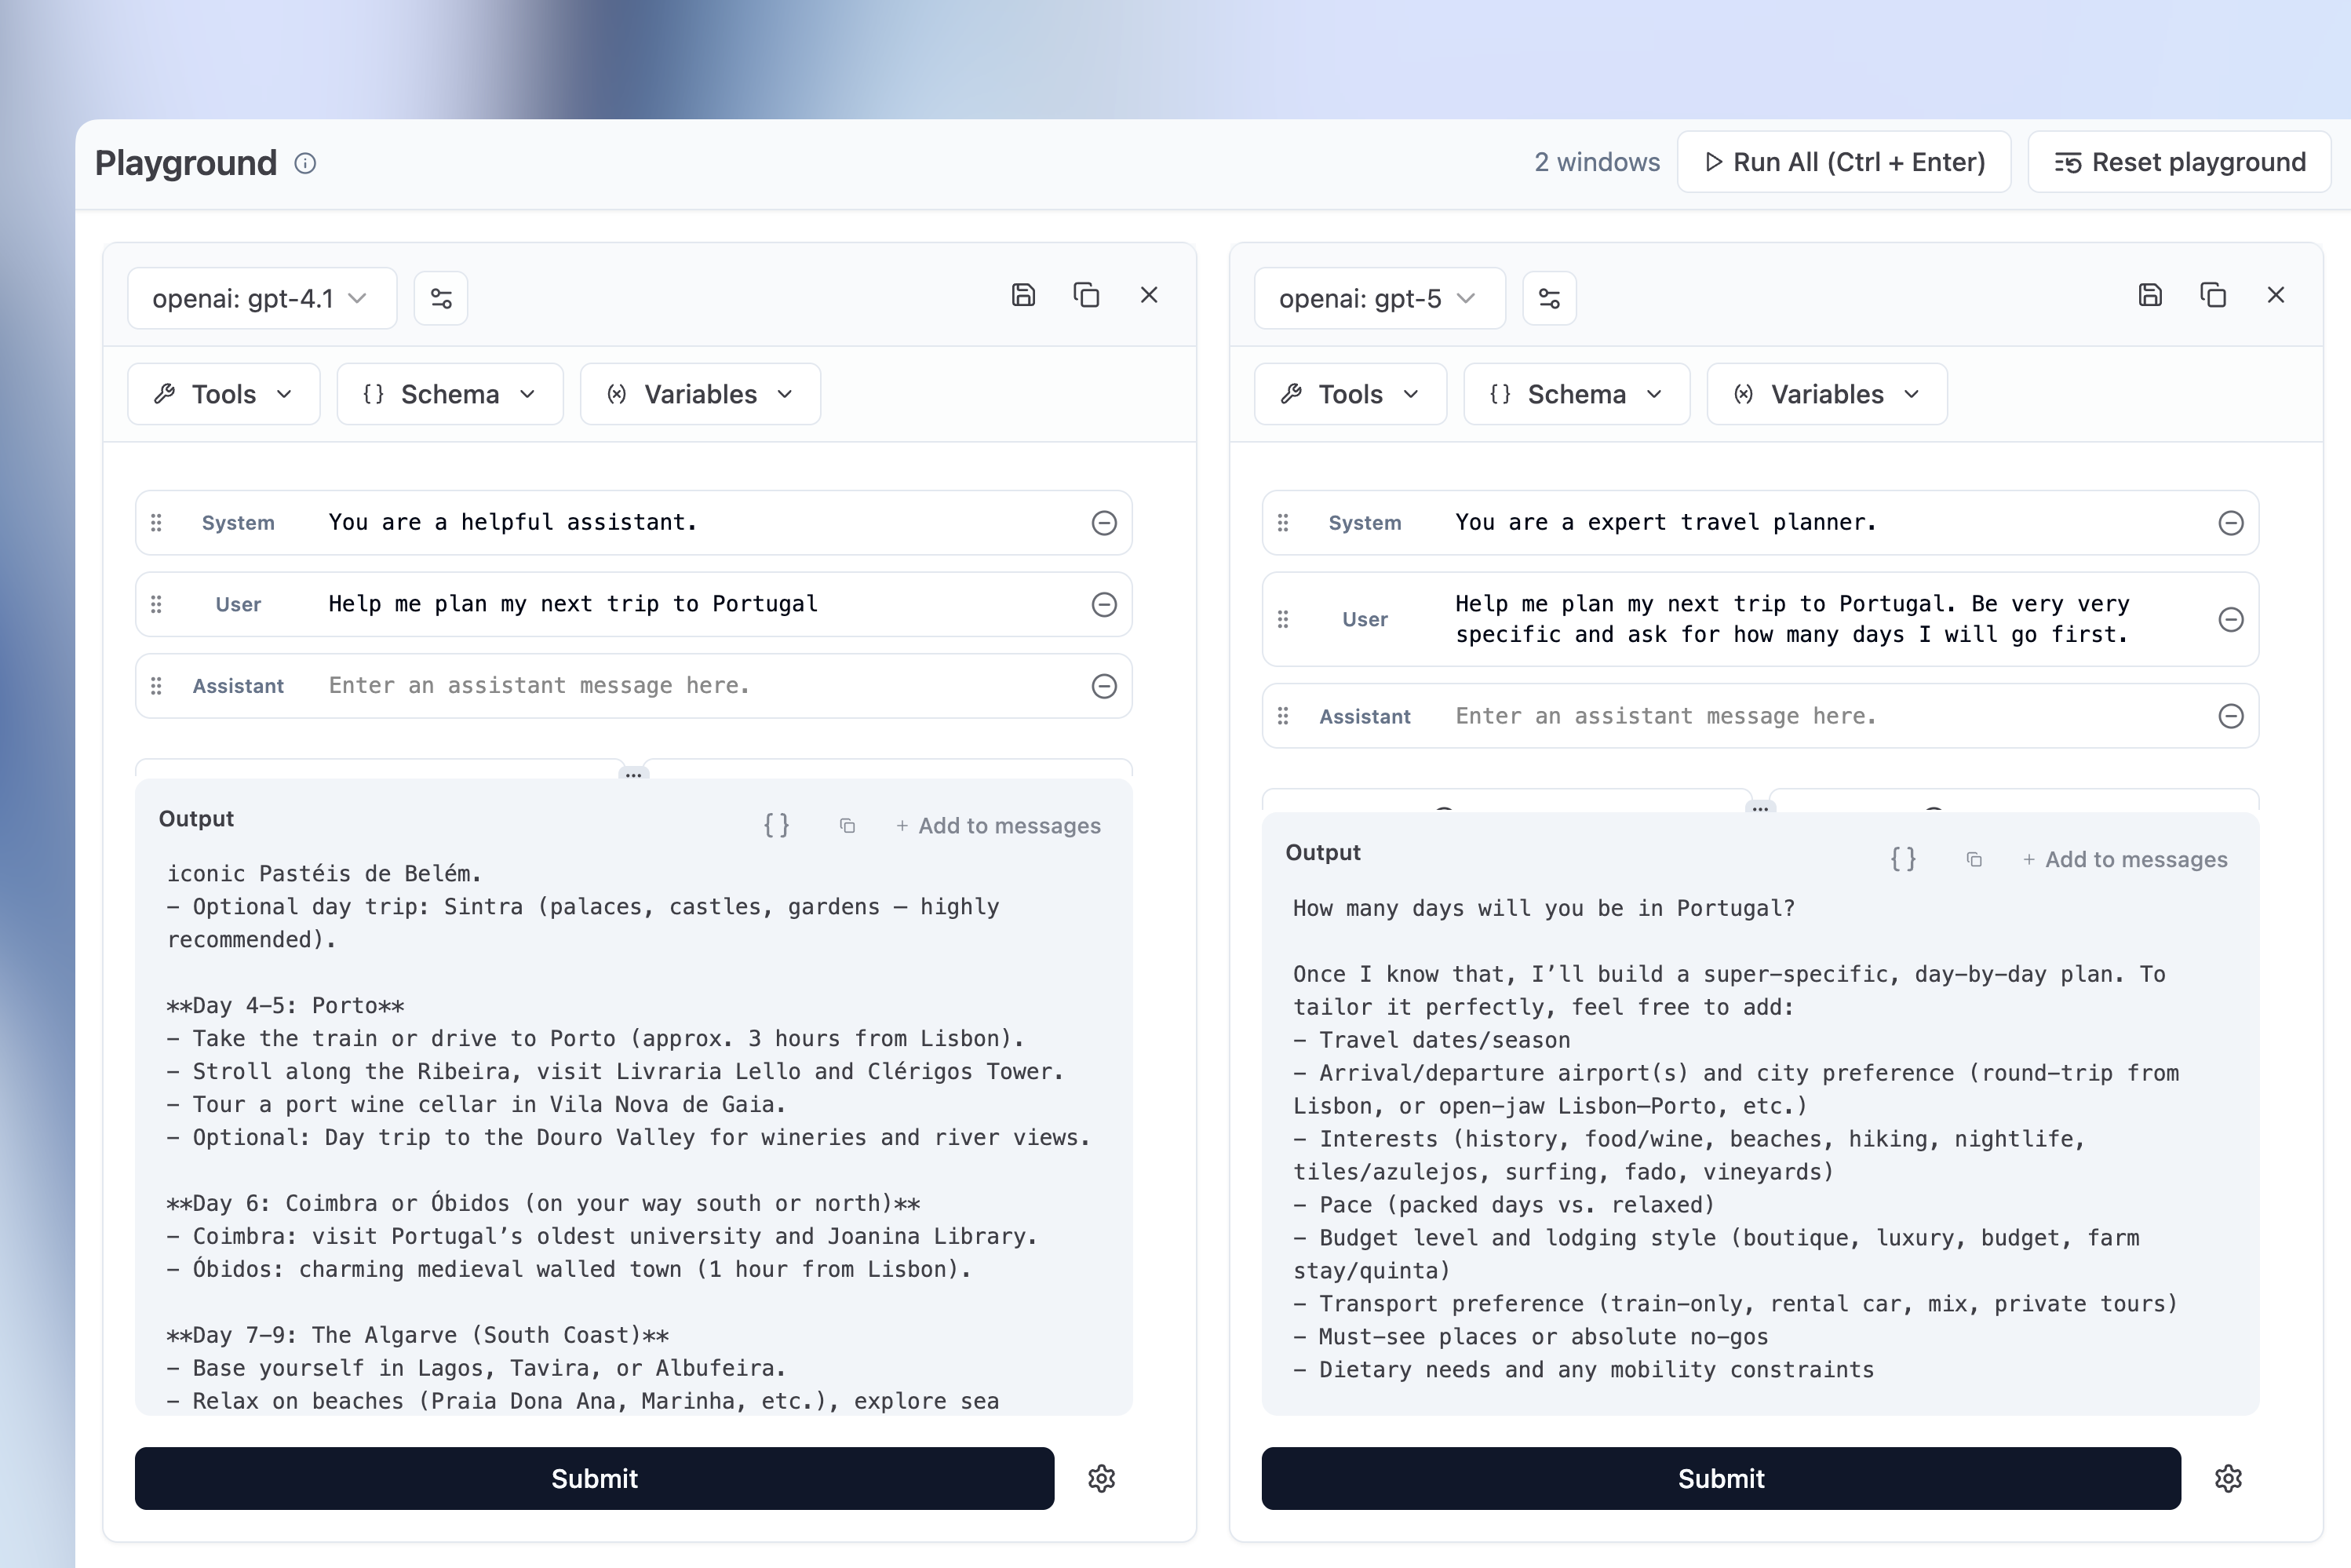 Playground
2 windows
Run All (Ctrl + Enter)
Reset playground
openai: gpt-4.1
Tools
Schema
Variables
System
You are a helpful assistant.
User
Help me plan my next trip to Portugal
Assistant
Enter an assistant message here.
Output
{ }
+ Add to messages
iconic Pastéis de Belém.
– Optional day trip: Sintra (palaces, castles, gardens – highly
recommended).
**Day 4–5: Porto**
– Take the train or drive to Porto (approx. 3 hours from Lisbon).
– Stroll along the Ribeira, visit Livraria Lello and Clérigos Tower.
– Tour a port wine cellar in Vila Nova de Gaia.
– Optional: Day trip to the Douro Valley for wineries and river views.
**Day 6: Coimbra or Óbidos (on your way south or north)**
– Coimbra: visit Portugal’s oldest university and Joanina Library.
– Óbidos: charming medieval walled town (1 hour from Lisbon).
**Day 7–9: The Algarve (South Coast)**
– Base yourself in Lagos, Tavira, or Albufeira.
– Relax on beaches (Praia Dona Ana, Marinha, etc.), explore sea
Submit
openai: gpt-5
Tools
Schema
Variables
System
You are a expert travel planner.
User
Help me plan my next trip to Portugal. Be very very
specific and ask for how many days I will go first.
Assistant
Enter an assistant message here.
Output
{ }
+ Add to messages
How many days will you be in Portugal?
Once I know that, I’ll build a super–specific, day–by–day plan. To
tailor it perfectly, feel free to add:
– Travel dates/season
– Arrival/departure airport(s) and city preference (round–trip from
Lisbon, or open–jaw Lisbon–Porto, etc.)
– Interests (history, food/wine, beaches, hiking, nightlife,
tiles/azulejos, surfing, fado, vineyards)
– Pace (packed days vs. relaxed)
– Budget level and lodging style (boutique, luxury, budget, farm
stay/quinta)
– Transport preference (train–only, rental car, mix, private tours)
– Must–see places or absolute no–gos
– Dietary needs and any mobility constraints
Submit